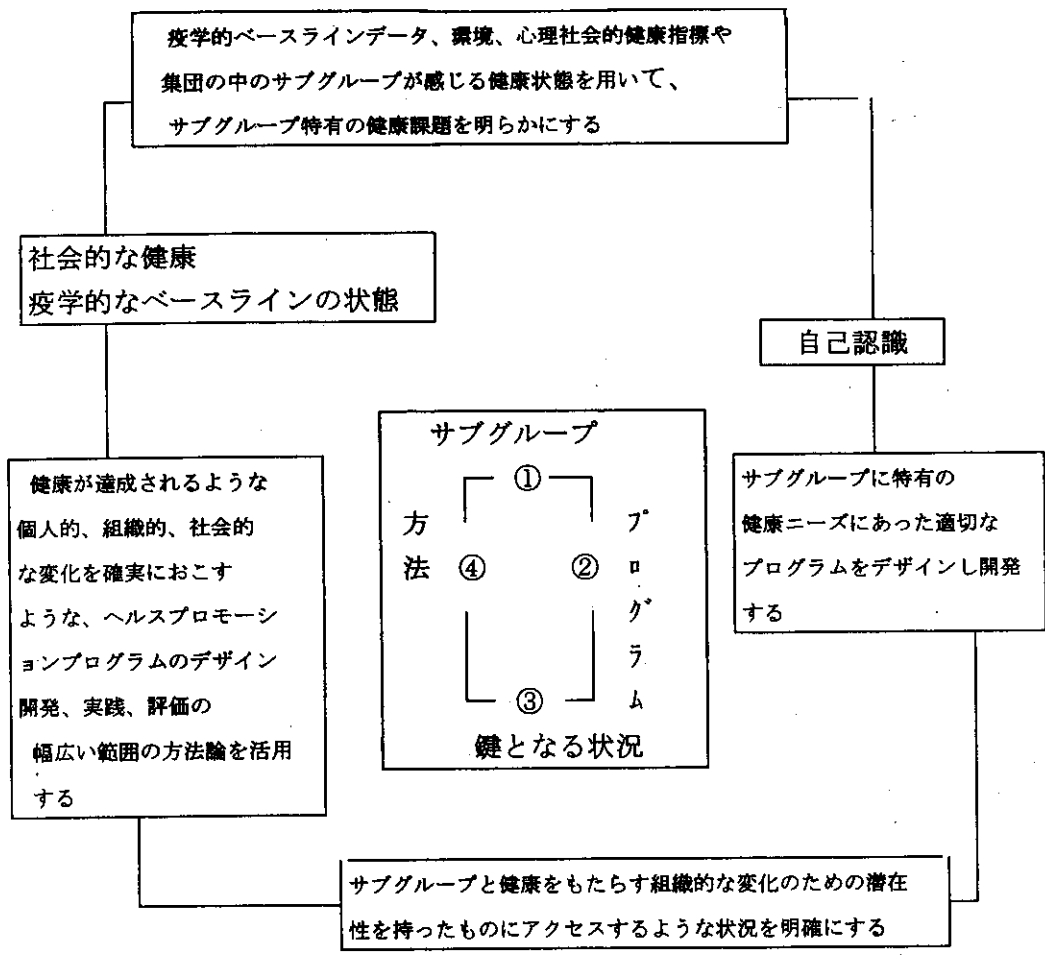 疫学的ベースラインデータ、環境、心理社会的健康指標や
集団の中のサブグループが感じる健康状態を用いて、
サブグループ特有の健康課題を明らかにする
社会的な健康
疫学的なベースラインの状態
自己認識
健康が達成されるような
個人的、組織的、社会的
な変化を確実におこす
ような、ヘルスプロモーシ
ョンプログラムのデザイン
開発、実践、評価の
幅広い範囲の方法論を活用
する
サブグループ
①
方法
④
②
プログラム
③
鍵となる状況
サブグループに特有の
健康ニーズにあった適切な
プログラムをデザインし開発
する
サブグループと健康をもたらす組織的な変化のための潜在
性を持ったものにアクセスするような状況を明確にする